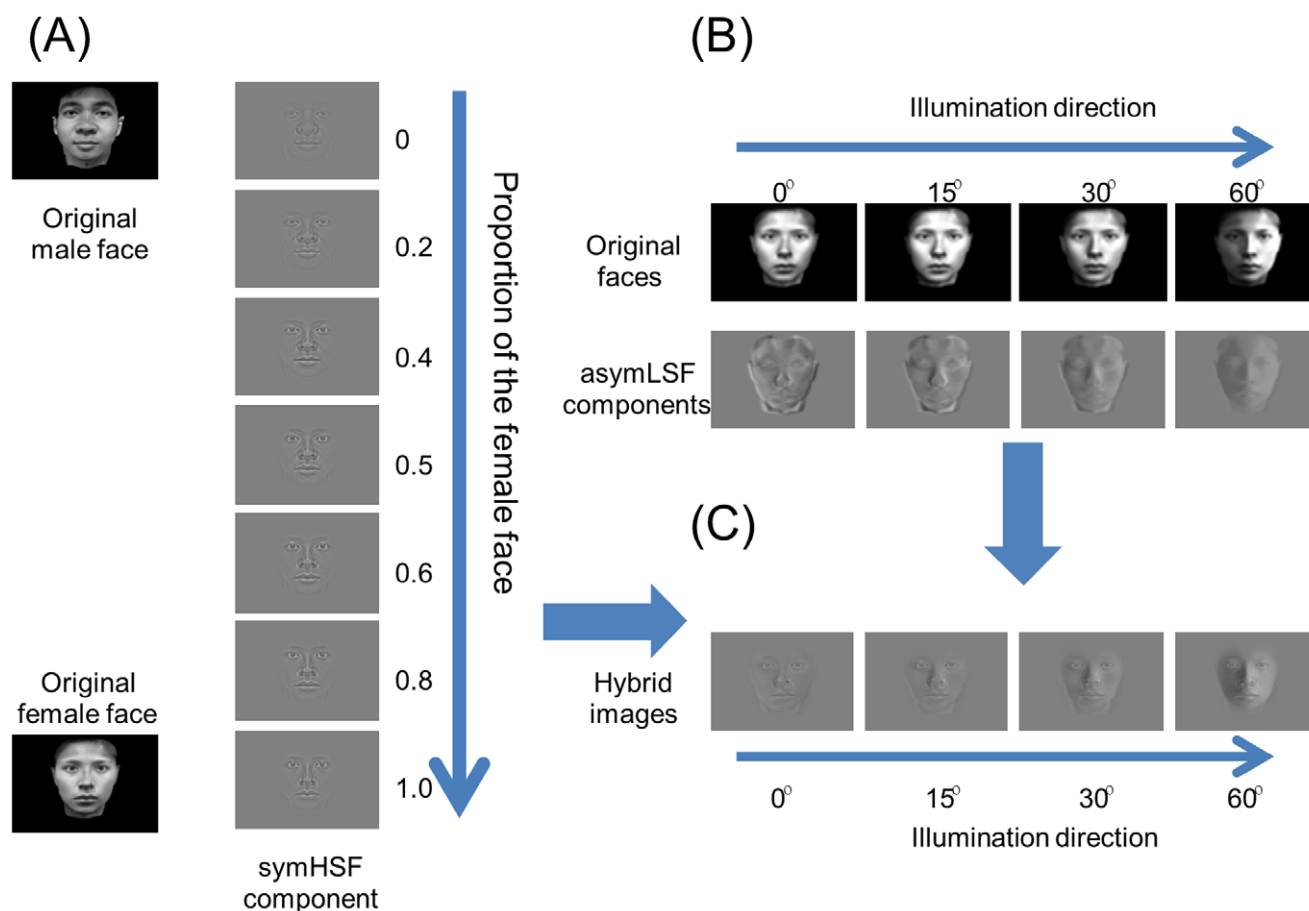 (A)
Original
male face
0
0.2
0.4
0.5
0.6
0.8
1.0
Proportion of the female face
Original
female face
symHSF
component
(B)
Illumination direction
0° 15° 30° 60°
Original
faces
asymLSF
components
(C)
Hybrid
images
0° 15° 30° 60°
Illumination direction